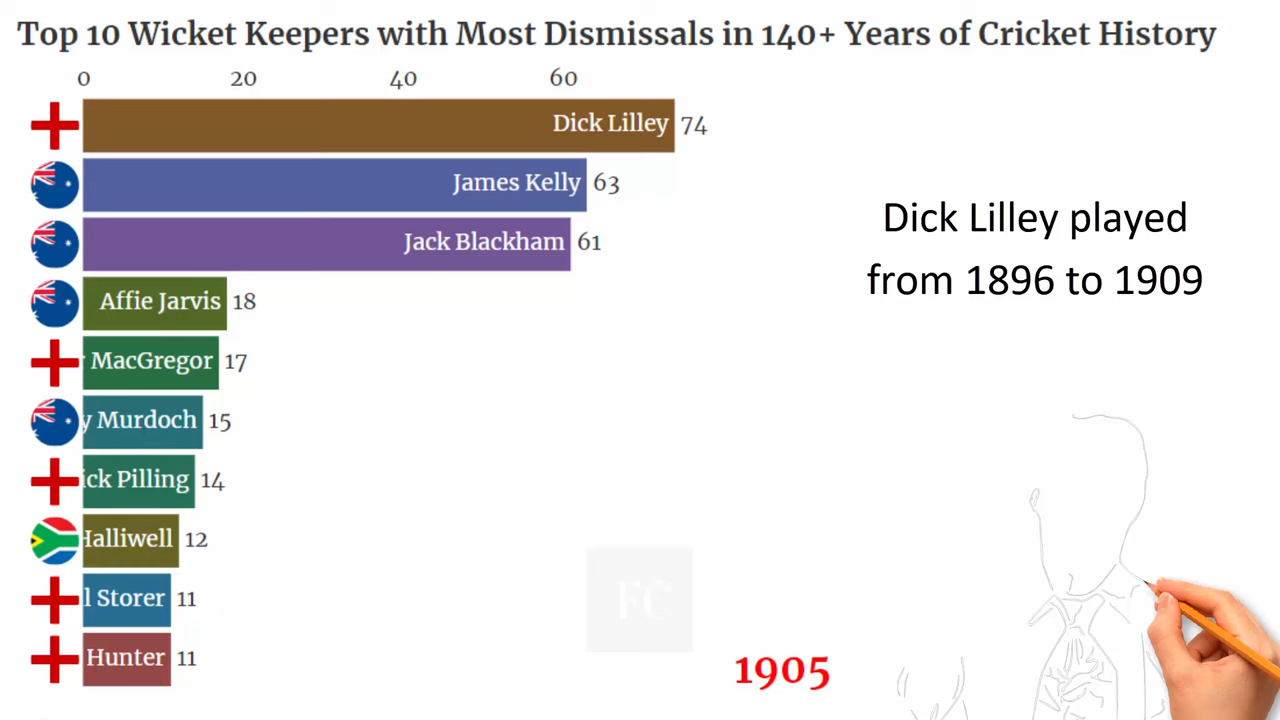 Top 10 Wicket Keepers with Most Dismissals in 140+ Years of Cricket History
0 20 40 60
Dick Lilley 74
James Kelly 63
Jack Blackham 61
Affie Jarvis 18
MacGregor 17
y Murdoch 15
ick Pilling 14
Halliwell 12
l Storer 11
Hunter 11
Dick Lilley played
from 1896 to 1909
FC
1905